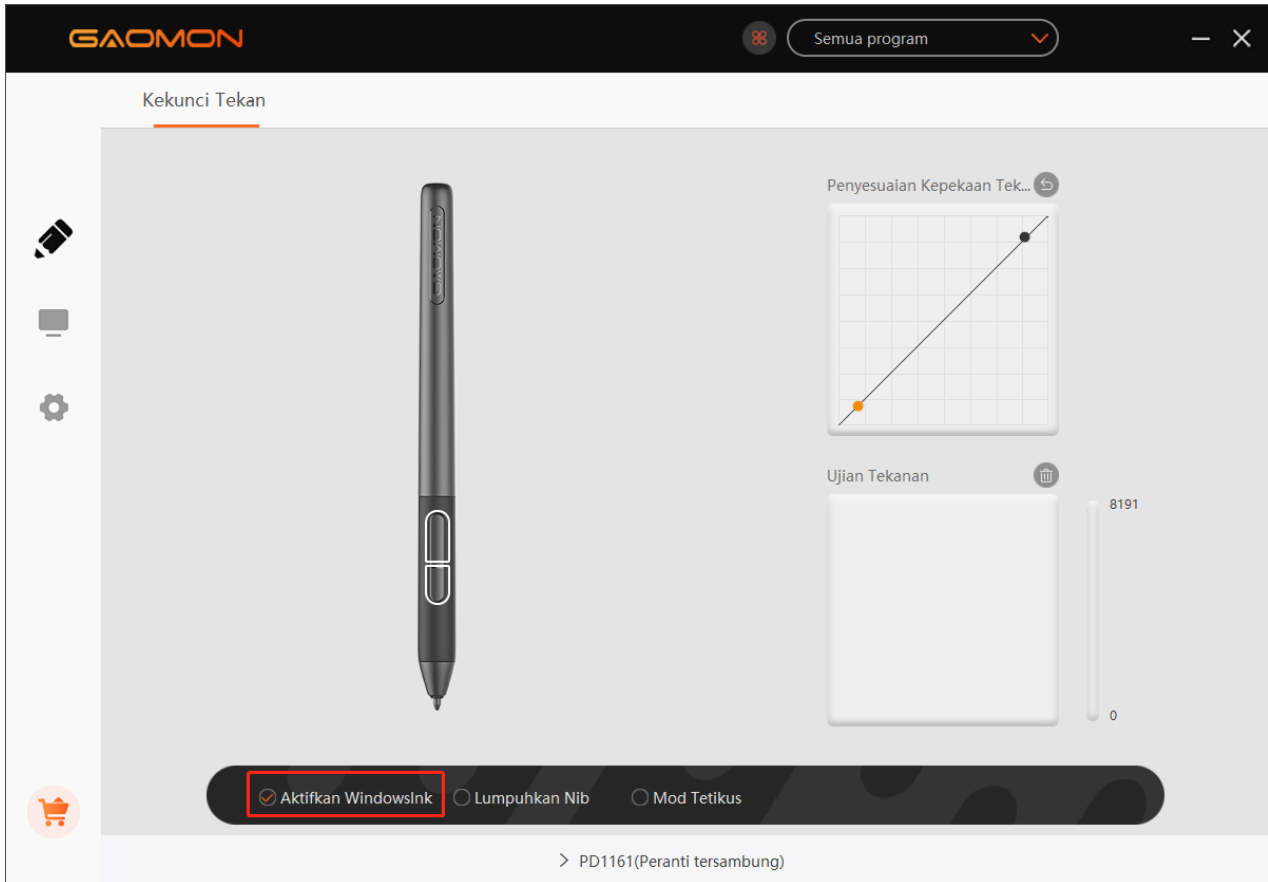 GAOMON
Semua program
Kekunci Tekan
GAOMON
Penyesuaian Kepekaan Tek...
Ujian Tekanan
8191
0
Aktifkan WindowsInk
Lumpuhkan Nib
Mod Tetikus
PD1161(Peranti tersambung)